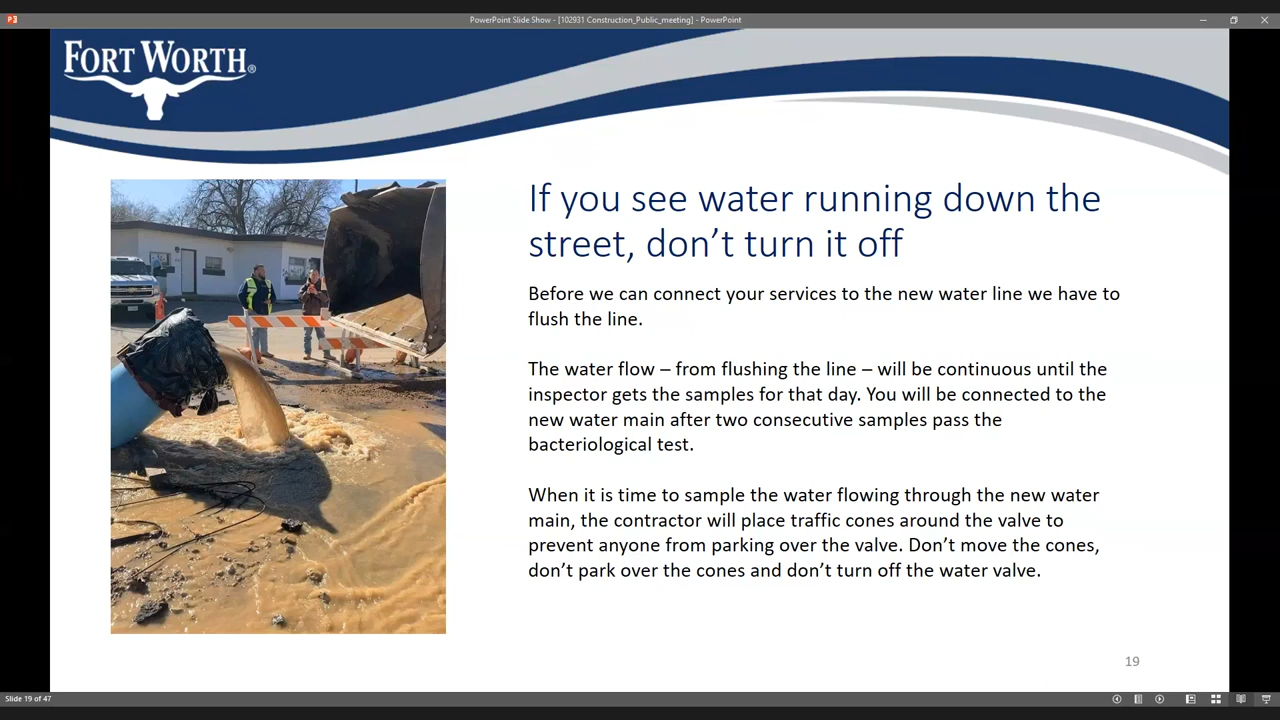 PowerPoint Slide Show - [102931 Construction_Public_meeting] - PowerPoint
FORT WORTH®
If you see water running down the
street, don’t turn it off
Before we can connect your services to the new water line we have to
flush the line.
The water flow – from flushing the line – will be continuous until the
inspector gets the samples for that day. You will be connected to the
new water main after two consecutive samples pass the
bacteriological test.
When it is time to sample the water flowing through the new water
main, the contractor will place traffic cones around the valve to
prevent anyone from parking over the valve. Don’t move the cones,
don’t park over the cones and don’t turn off the water valve.
19
Slide 19 of 47